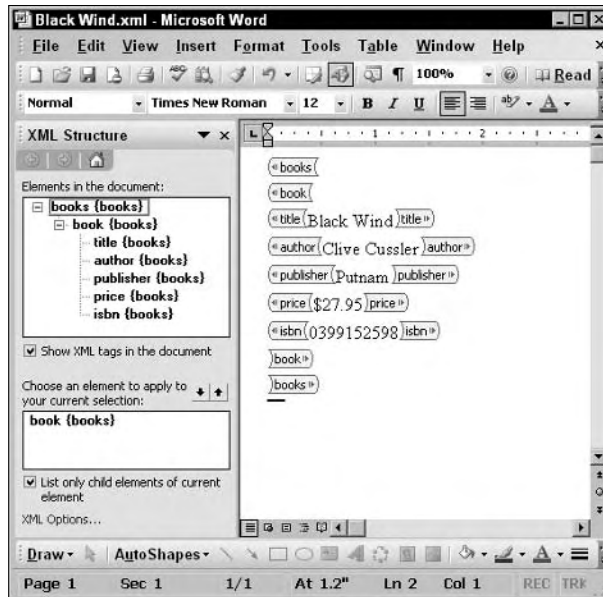 Black Wind.xml - Microsoft Word
File Edit View Insert Format Tools Table Window Help
100% Read
Normal Times New Roman 12 B I U
XML Structure
1 2
Elements in the document:
books {books}
book {books}
title {books}
author {books}
publisher {books}
price {books}
isbn {books}
Show XML tags in the document
Choose an element to apply to
your current selection:
book {books}
List only child elements of current
element
XML Options...
books
book
title Black Wind title
author Clive Cussler author
publisher Putnam publisher
price $27.95 price
isbn 0399152598 isbn
book
books
Draw AutoShapes
Page 1 Sec 1 1/1 At 1.2" Ln 2 Col 1 REC TRK